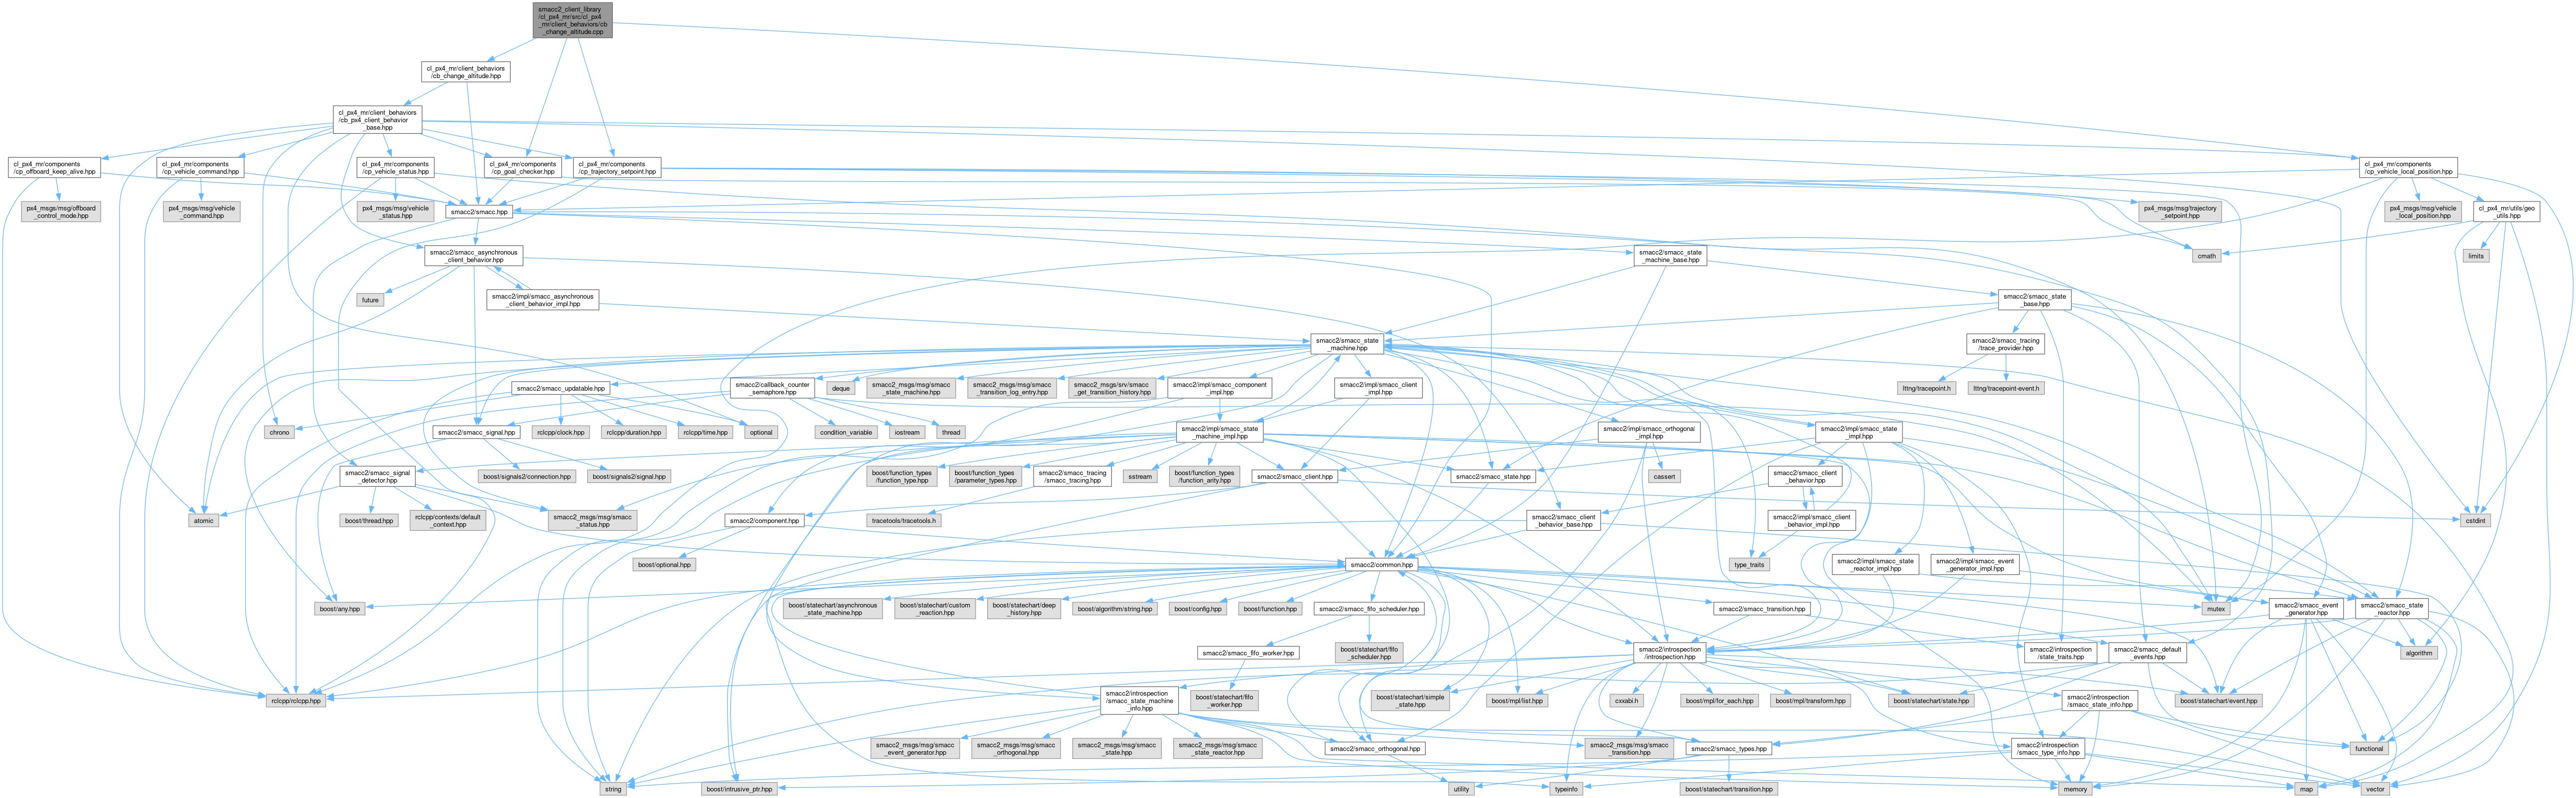 smacc2_client_library
/cl_px4_mr/src/cl_px4
_mr/client_behaviors/cb
_change_altitude.cpp
cl_px4_mr/client_behaviors
/cb_change_altitude.hpp
cl_px4_mr/client_behaviors
/cb_px4_client_behavior
_base.hpp
cl_px4_mr/components
/cp_offboard_keep_alive.hpp
cl_px4_mr/components
/cp_vehicle_command.hpp
cl_px4_mr/components
/cp_vehicle_status.hpp
cl_px4_mr/components
/cp_goal_checker.hpp
cl_px4_mr/components
/cp_trajectory_setpoint.hpp
cl_px4_mr/components
/cp_vehicle_local_position.hpp
px4_msgs/msg/offboard
_control_mode.hpp
px4_msgs/msg/vehicle
_command.hpp
px4_msgs/msg/vehicle
_status.hpp
smacc2/smacc.hpp
px4_msgs/msg/trajectory
_setpoint.hpp
px4_msgs/msg/vehicle
_local_position.hpp
cl_px4_mr/utils/geo
_utils.hpp
smacc2/smacc_asynchronous
_client_behavior.hpp
smacc2/smacc_state
_machine_base.hpp
cmath
limits
future
smacc2/impl/smacc_asynchronous
_client_behavior_impl.hpp
smacc2/smacc_state
_base.hpp
smacc2/smacc_state
_machine.hpp
smacc2/smacc_tracing
/trace_provider.hpp
smacc2/smacc_updatable.hpp
smacc2/callback_counter
_semaphore.hpp
deque
smacc2_msgs/msg/smacc
_state_machine.hpp
smacc2_msgs/msg/smacc
_transition_log_entry.hpp
smacc2_msgs/srv/smacc
_get_transition_history.hpp
smacc2/impl/smacc_component
_impl.hpp
smacc2/impl/smacc_client
_impl.hpp
lttng/tracepoint.h
lttng/tracepoint-event.h
chrono
smacc2/smacc_signal.hpp
rclcpp/clock.hpp
rclcpp/duration.hpp
rclcpp/time.hpp
optional
condition_variable
iostream
thread
smacc2/impl/smacc_state
_machine_impl.hpp
smacc2/impl/smacc_orthogonal
_impl.hpp
smacc2/impl/smacc_state
_impl.hpp
smacc2/smacc_signal
_detector.hpp
boost/signals2/connection.hpp
boost/signals2/signal.hpp
boost/function_types
/function_type.hpp
boost/function_types
/parameter_types.hpp
smacc2/smacc_tracing
/smacc_tracing.hpp
sstream
boost/function_types
/function_arity.hpp
smacc2/smacc_client.hpp
cassert
smacc2/smacc_state.hpp
smacc2/smacc_client
_behavior.hpp
atomic
boost/thread.hpp
rclcpp/contexts/default
_context.hpp
smacc2_msgs/msg/smacc
_status.hpp
tracetools/tracetools.h
smacc2/component.hpp
smacc2/smacc_client
_behavior_base.hpp
smacc2/impl/smacc_client
_behavior_impl.hpp
cstdint
boost/optional.hpp
smacc2/common.hpp
type_traits
smacc2/impl/smacc_state
_reactor_impl.hpp
smacc2/impl/smacc_event
_generator_impl.hpp
boost/any.hpp
boost/statechart/asynchronous
_state_machine.hpp
boost/statechart/custom
_reaction.hpp
boost/statechart/deep
_history.hpp
boost/algorithm/string.hpp
boost/config.hpp
boost/function.hpp
smacc2/smacc_fifo_scheduler.hpp
smacc2/smacc_transition.hpp
mutex
smacc2/smacc_event
_generator.hpp
smacc2/smacc_state
_reactor.hpp
smacc2/smacc_fifo_worker.hpp
boost/statechart/fifo
_scheduler.hpp
smacc2/introspection
/introspection.hpp
smacc2/introspection
/state_traits.hpp
smacc2/smacc_default
_events.hpp
algorithm
rclcpp/rclcpp.hpp
smacc2/introspection
/smacc_state_machine
_info.hpp
boost/statechart/fifo
_worker.hpp
boost/statechart/simple
_state.hpp
boost/mpl/list.hpp
cxxabi.h
boost/mpl/for_each.hpp
boost/mpl/transform.hpp
boost/statechart/state.hpp
smacc2/introspection
/smacc_state_info.hpp
boost/statechart/event.hpp
smacc2_msgs/msg/smacc
_event_generator.hpp
smacc2_msgs/msg/smacc
_orthogonal.hpp
smacc2_msgs/msg/smacc
_state.hpp
smacc2_msgs/msg/smacc
_state_reactor.hpp
smacc2/smacc_orthogonal.hpp
smacc2_msgs/msg/smacc
_transition.hpp
smacc2/smacc_types.hpp
smacc2/introspection
/smacc_type_info.hpp
functional
string
boost/intrusive_ptr.hpp
utility
typeinfo
boost/statechart/transition.hpp
memory
map
vector